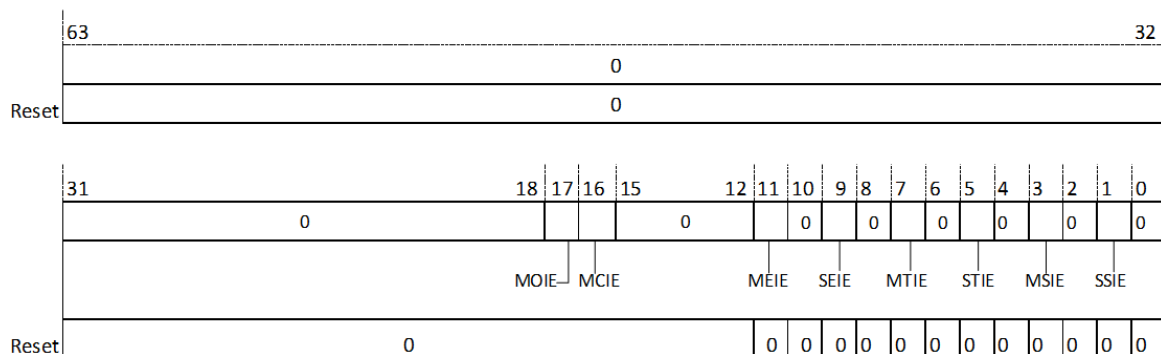 63 32
0
Reset 0
31 18 17 16 15 12 11 10 9 8 7 6 5 4 3 2 1 0
0 0 0 0 0 0 0 0
MOIE MCIE MEIE SEIE MTIE STIE MSIE SSIE
Reset 0 0 0 0 0 0 0 0 0 0 0 0 0